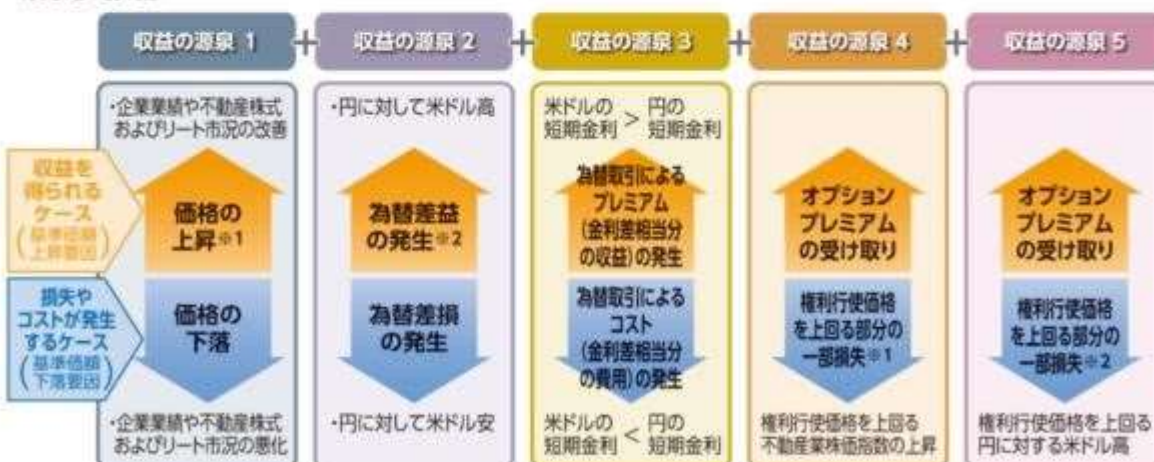 収益の源泉 1 + 収益の源泉 2 + 収益の源泉 3 + 収益の源泉 4 + 収益の源泉 5
収益を
得られる
ケース
(基準価額
上昇要因)
損失や
コストが発生
するケース
(基準価額
下落要因)
・企業業績や不動産株式
およびリート市況の改善
価格の
上昇※1
価格の
下落
・企業業績や不動産株式
およびリート市況の悪化
・円に対して米ドル高
為替差益
の発生※2
為替差損
の発生
・円に対して米ドル安
米ドルの 円の
短期金利 > 短期金利
為替取引による
プレミアム
(金利差相当分
の収益)の発生
為替取引による
コスト
(金利差相当分
の費用)の発生
米ドルの 円の
短期金利 < 短期金利
オプション
プレミアム
の受け取り
権利行使価格
を上回る部分の
一部損失※1
権利行使価格を上回る
不動産業株価指数の上昇
オプション
プレミアム
の受け取り
権利行使価格
を上回る部分の
一部損失※2
権利行使価格を上回る
円に対する米ドル高